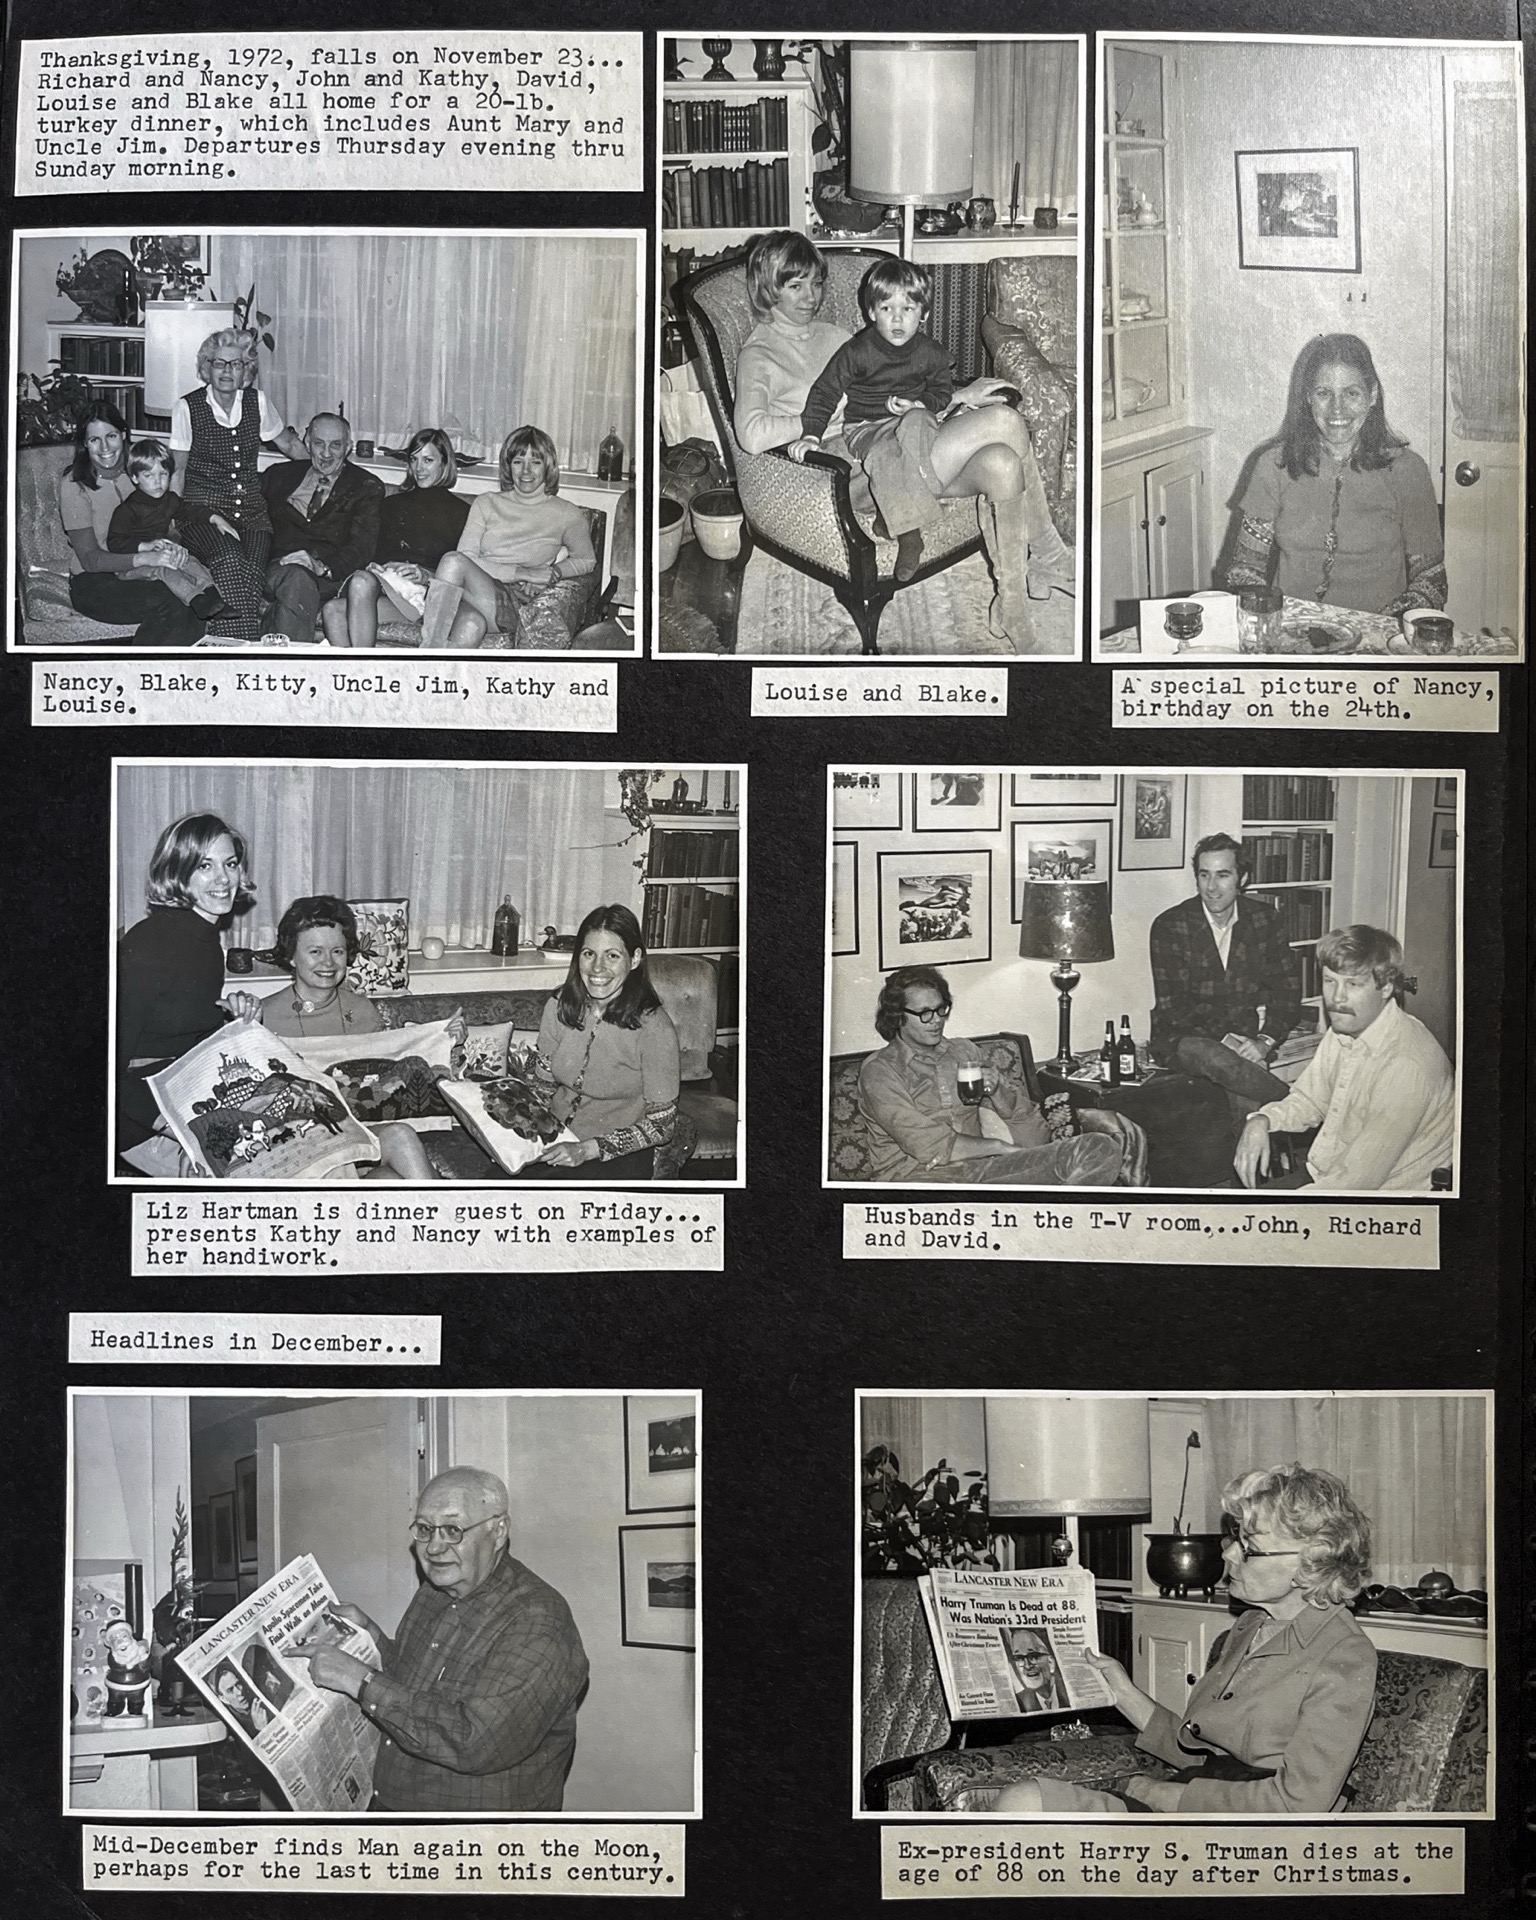 Thanksgiving, 1972, falls on November 23...
Richard and Nancy, John and Kathy, David,
Louise and Blake all home for a 20-lb.
turkey dinner, which includes Aunt Mary and
Uncle Jim. Departures Thursday evening thru
Sunday morning.
Nancy, Blake, Kitty, Uncle Jim, Kathy and
Louise.
Louise and Blake.
A special picture of Nancy,
birthday on the 24th.
Liz Hartman is dinner guest on Friday...
presents Kathy and Nancy with examples of
her handiwork.
Husbands in the T-V room...John, Richard
and David.
Headlines in December...
LANCASTER NEW ERA
Apollo Spacemen Take
Final Walk on Moon
Mid-December finds Man again on the Moon,
perhaps for the last time in this century.
LANCASTER NEW ERA
Harry Truman Is Dead at 88,
Was Nation's 33rd President
US Resumes Bombing
After Christmas Truce
Ex-president Harry S. Truman dies at the
age of 88 on the day after Christmas.